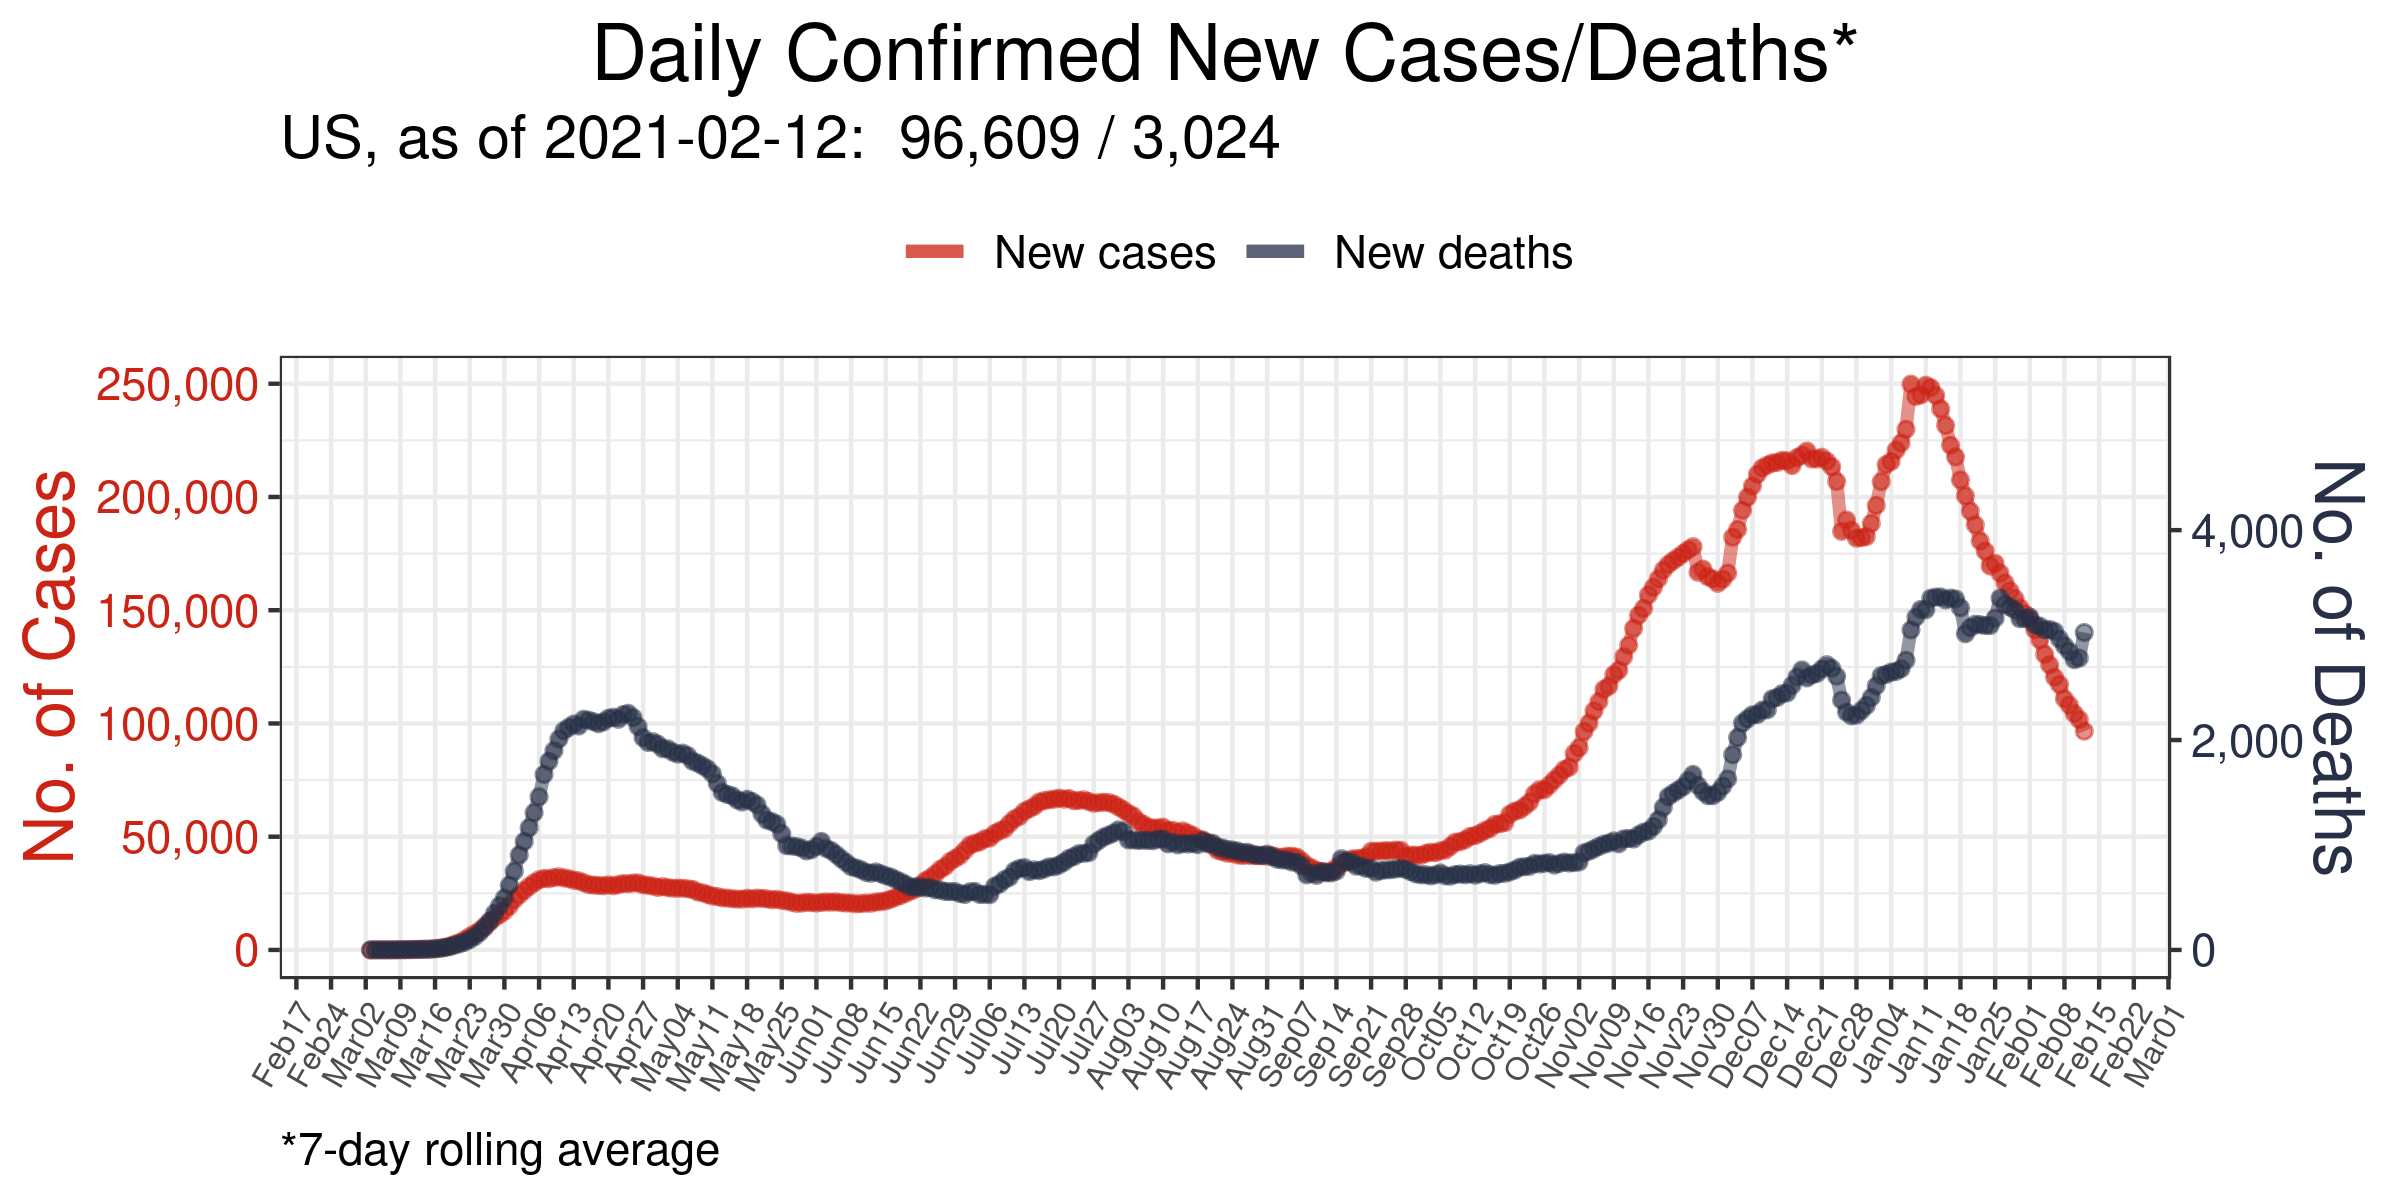 Daily Confirmed New Cases/Deaths*
US, as of 2021-02-12:  96,609 / 3,024
New cases
New deaths
No. of Cases
250,000
200,000
150,000
100,000
50,000
0
4,000
2,000
0
No. of Deaths
Feb17
Feb24
Mar02
Mar09
Mar16
Mar23
Mar30
Apr06
Apr13
Apr20
Apr27
May04
May11
May18
May25
Jun01
Jun08
Jun15
Jun22
Jun29
Jul06
Jul13
Jul20
Jul27
Aug03
Aug10
Aug17
Aug24
Aug31
Sep07
Sep14
Sep21
Sep28
Oct05
Oct12
Oct19
Oct26
Nov02
Nov09
Nov16
Nov23
Nov30
Dec07
Dec14
Dec21
Dec28
Jan04
Jan11
Jan18
Jan25
Feb01
Feb08
Feb15
Feb22
Mar01
*7-day rolling average